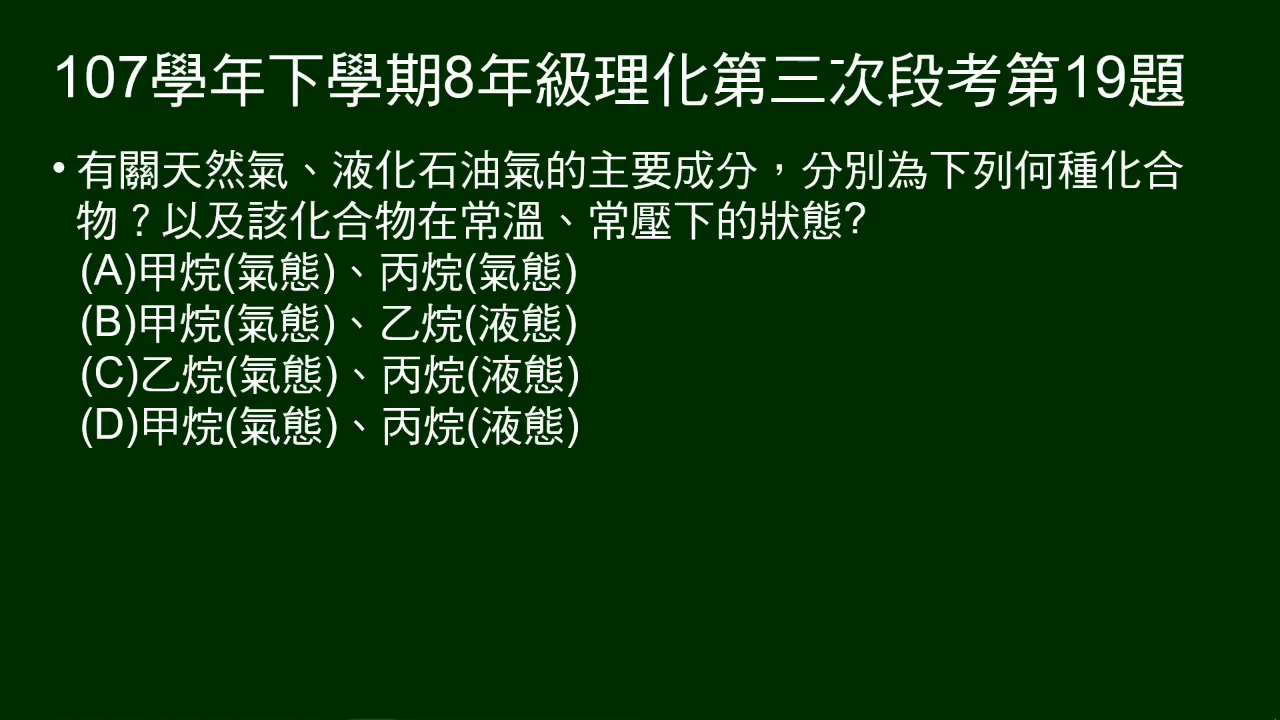 107學年下學期8年級理化第三次段考第19題
• 有關天然氣、液化石油氣的主要成分，分別為下列何種化合
物？以及該化合物在常溫、常壓下的狀態?
(A)甲烷(氣態)、丙烷(氣態)
(B)甲烷(氣態)、乙烷(液態)
(C)乙烷(氣態)、丙烷(液態)
(D)甲烷(氣態)、丙烷(液態)